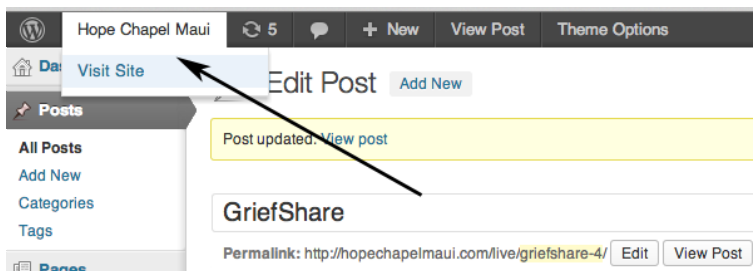 Hope Chapel Maui 5 + New View Post Theme Options
Visit Site
Edit Post Add New
Posts
Post updated. View post
All Posts
Add New
Categories
Tags
GriefShare
Permalink: http://hopechapelmaui.com/live/griefshare-4/ Edit View Post
Pages